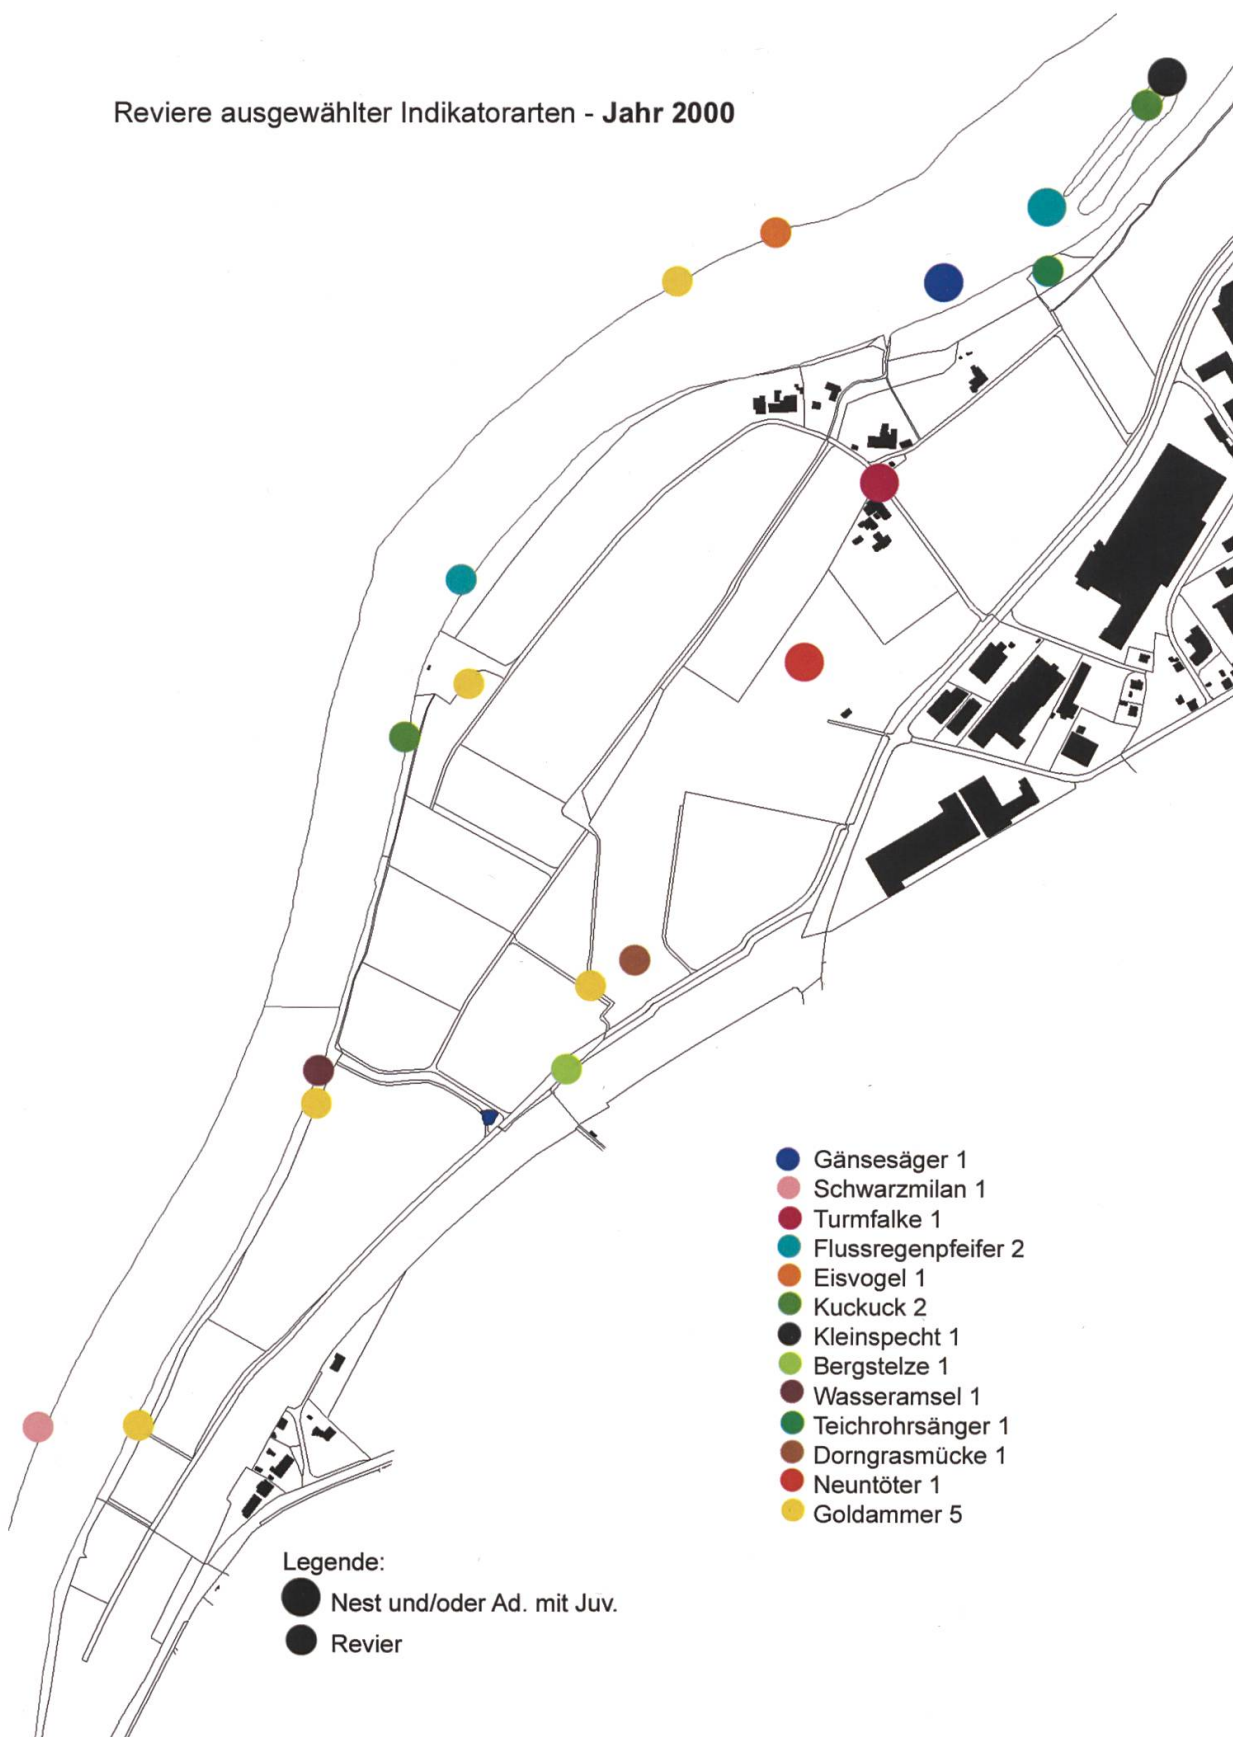 Reviere ausgewählter Indikatorarten - Jahr 2000
Gänsesäger 1
Schwarzmilan 1
Turmfalke 1
Flussregenpfeifer 2
Eisvogel 1
Kuckuck 2
Kleinspecht 1
Bergstelze 1
Wasseramsel 1
Teichrohrsänger 1
Dorngrasmücke 1
Neuntöter 1
Goldammer 5
Legende:
Nest und/oder Ad. mit Juv.
Revier